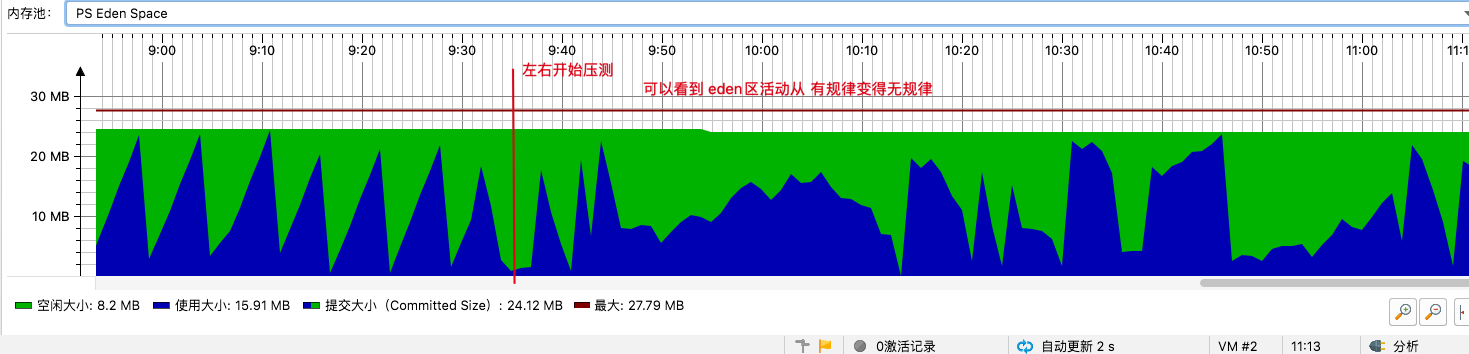 内存池： PS Eden Space
9:00 9:10 9:20 9:30 9:40 9:50 10:00 10:10 10:20 10:30 10:40 10:50 11:00 11:1
左右开始压测
可以看到 eden区活动从 有规律变得无规律
30 MB
20 MB
10 MB
空闲大小: 8.2 MB 使用大小: 15.91 MB 提交大小（Committed Size）: 24.12 MB 最大: 27.79 MB
0激活记录 自动更新 2 s VM #2 11:13 分析